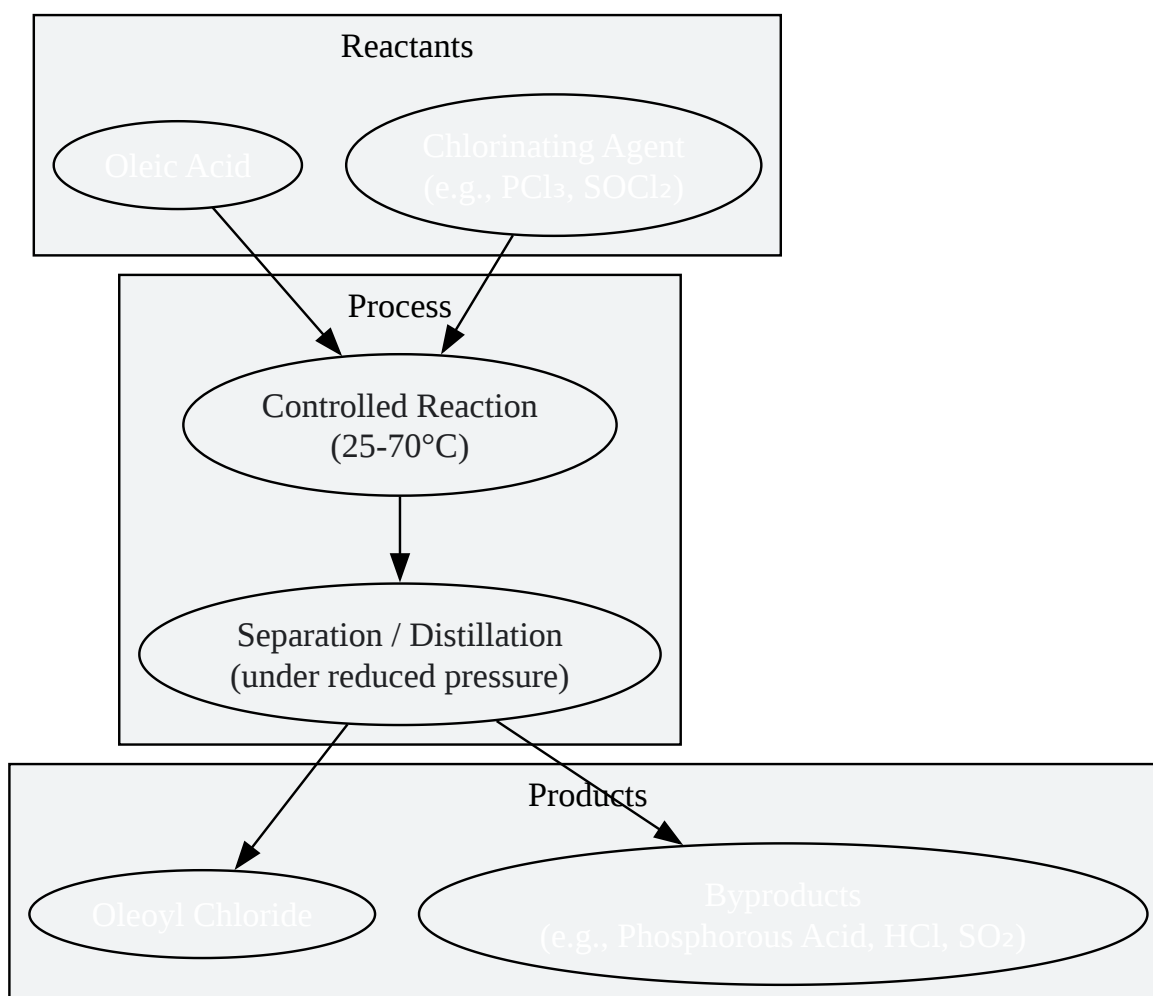 Reactants
Oleic Acid
Chlorinating Agent
(e.g., PCl₃, SOCl₂)
Process
Controlled Reaction
(25-70°C)
Separation / Distillation
(under reduced pressure)
Products
Oleoyl Chloride
Byproducts
(e.g., Phosphorous Acid, HCl, SO₂)